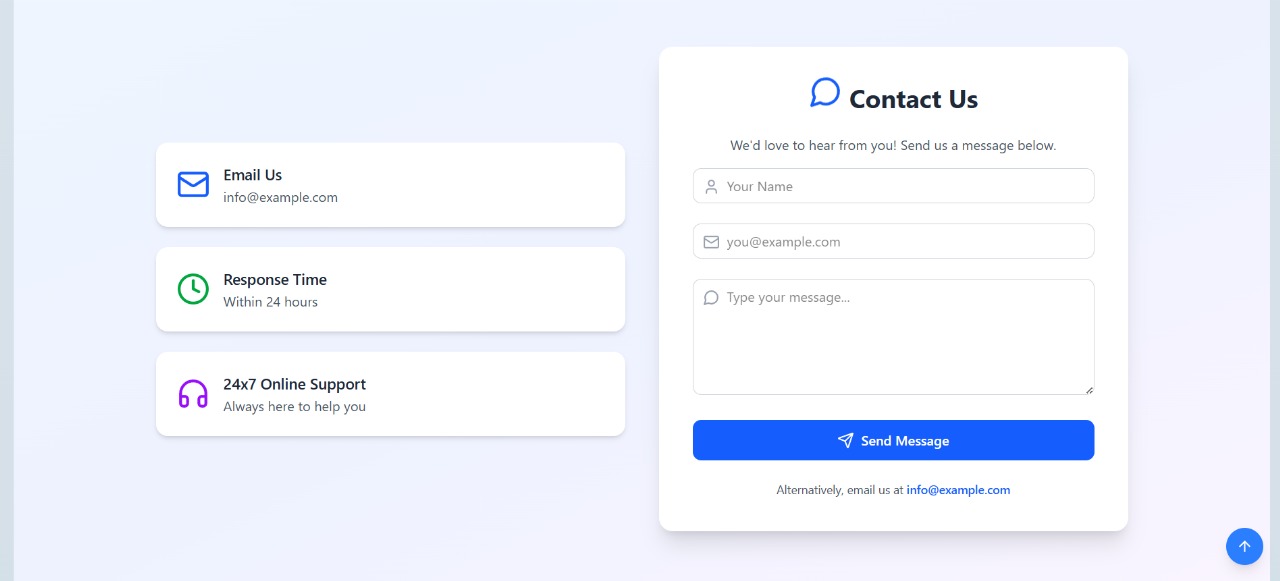 Email Us
info@example.com
Response Time
Within 24 hours
24x7 Online Support
Always here to help you
Contact Us
We'd love to hear from you! Send us a message below.
Your Name
you@example.com
Type your message...
Send Message
Alternatively, email us at info@example.com